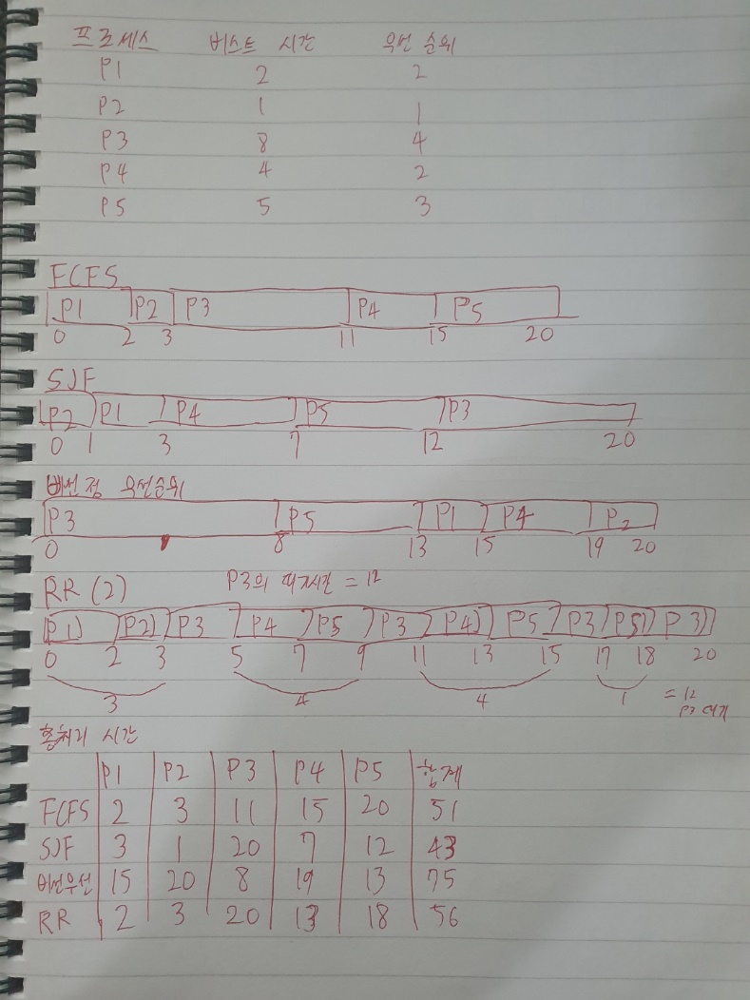 프로세스 버스트 시간 우선 순위
P1 2 2
P2 1 1
P3 8 4
P4 4 2
P5 5 3
FCFS
P1 P2 P3 P4 P5
0 2 3 11 15 20
SJF
P2 P1 P4 P5 P3
0 1 3 7 12 20
비선점 우선순위
P3 P5 P1 P4 P2
0 8 13 15 19 20
RR (2) P3의 대기시간 = 12
P1 P2 P3 P4 P5 P3 P4 P5 P3 P5 P3
0 2 3 5 7 9 11 13 15 17 18 20
3 4 4 1 = 12
P3 대기
총처리 시간
P1 P2 P3 P4 P5 합계
FCFS 2 3 11 15 20 51
SJF 3 1 20 7 12 43
비선우선 15 20 8 19 13 75
RR 2 3 20 13 18 56